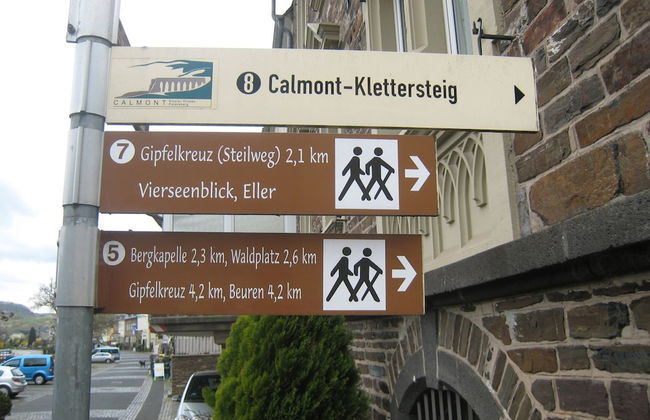 CALMONT
8 Calmont-Klettersteig
7 Gipfelkreuz (Steilweg) 2,1 km
Vierseenblick, Eller
5 Bergkapelle 2,3 km, Waldplatz 2,6 km
Gipfelkreuz 4,2 km, Beuren 4,2 km